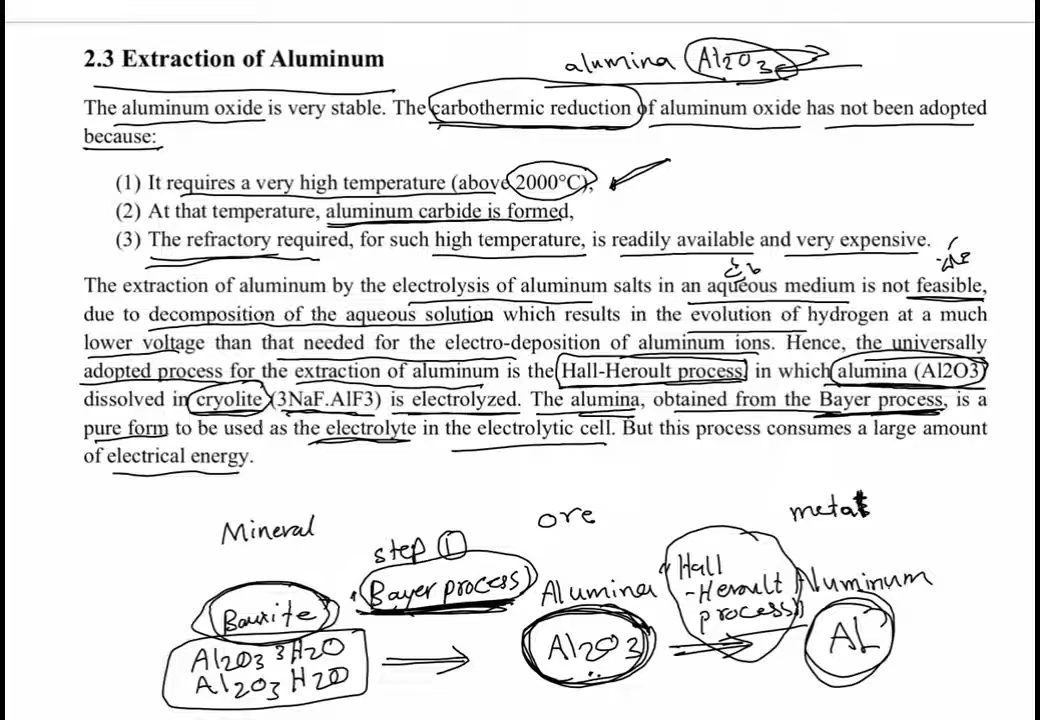 2.3 Extraction of Aluminum
alumina Al2O3
The aluminum oxide is very stable. The carbothermic reduction of aluminum oxide has not been adopted
because:
(1) It requires a very high temperature (above 2000°C),
(2) At that temperature, aluminum carbide is formed,
(3) The refractory required, for such high temperature, is readily available and very expensive.
The extraction of aluminum by the electrolysis of aluminum salts in an aqueous medium is not feasible,
due to decomposition of the aqueous solution which results in the evolution of hydrogen at a much
lower voltage than that needed for the electro-deposition of aluminum ions. Hence, the universally
adopted process for the extraction of aluminum is the Hall-Heroult process, in which alumina (Al2O3)
dissolved in cryolite (3NaF.AlF3) is electrolyzed. The alumina, obtained from the Bayer process, is a
pure form to be used as the electrolyte in the electrolytic cell. But this process consumes a large amount
of electrical energy.
Mineral
ore
metal
step 1
Bayer process
Hall
-Heroult
process
Bauxite
Alumina
Aluminum
Al2O3 3H2O
Al2O3 H2O
Al2O3
Al